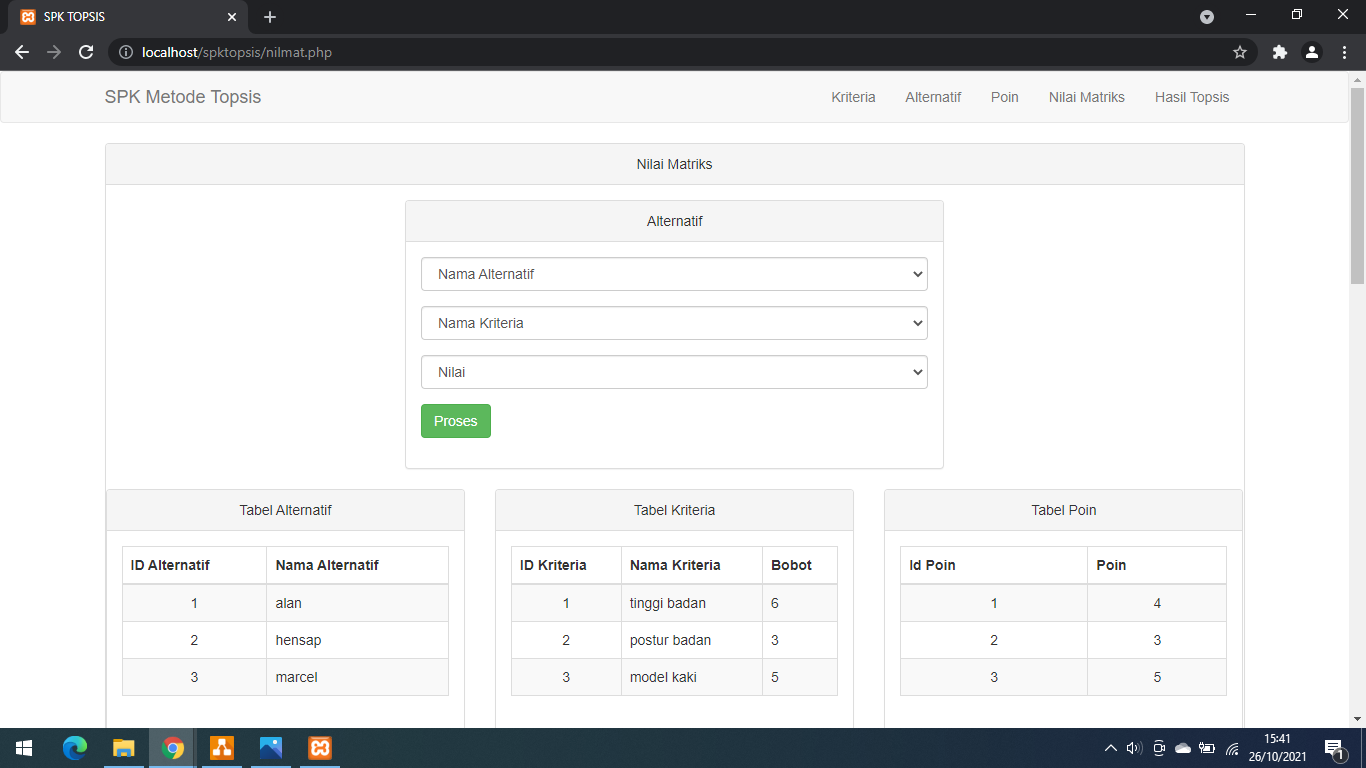 SPK TOPSIS
localhost/spktopsis/nilmat.php
SPK Metode Topsis
Kriteria Alternatif Poin Nilai Matriks Hasil Topsis
Nilai Matriks
Alternatif
Nama Alternatif
Nama Kriteria
Nilai
Proses
Tabel Alternatif Tabel Kriteria Tabel Poin
ID Alternatif Nama Alternatif ID Kriteria Nama Kriteria Bobot Id Poin Poin
1 alan 1 tinggi badan 6 1 4
2 hensap 2 postur badan 3 2 3
3 marcel 3 model kaki 5 3 5
15:41
26/10/2021
1